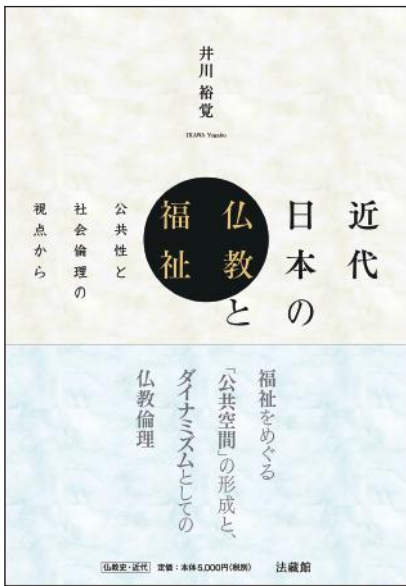 井川 裕覚
IKAWA Yugaku
近代
日本の
仏教と
福祉
公共性と
社会倫理の
視点から
福祉をめぐる
「公共空間」の形成と、
ダイナミズムとしての
仏教倫理
仏教史・近代 定価：本体5,000円(税別) 法藏館